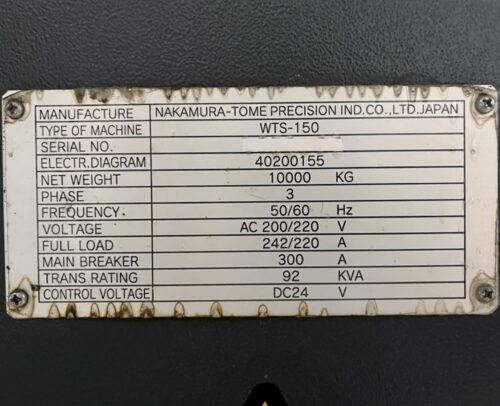 MANUFACTURE NAKAMURA-TOME PRECISION IND.CO.,LTD.JAPAN
TYPE OF MACHINE WTS-150
SERIAL NO.
ELECTR.DIAGRAM 40200155
NET WEIGHT 10000 KG
PHASE 3
FREQUENCY 50/60 Hz
VOLTAGE AC 200/220 V
FULL LOAD 242/220 A
MAIN BREAKER 300 A
TRANS RATING 92 KVA
CONTROL VOLTAGE DC24 V